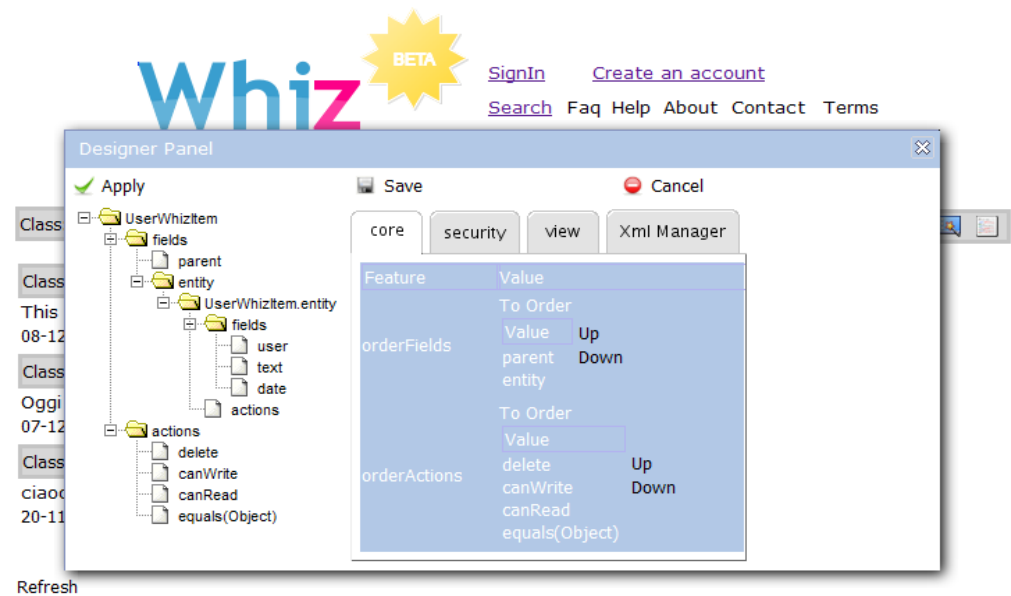 BETA
Whiz
SignIn Create an account
Search Faq Help About Contact Terms
Designer Panel
Apply Save Cancel
Class
Class
This
08-12
Class
Oggi
07-12
Class
ciao
20-11
UserWhizItem
fields
parent
entity
UserWhizItem.entity
fields
user
text
date
actions
actions
delete
canWrite
canRead
equals(Object)
core security view Xml Manager
Feature Value
To Order
Value Up
orderFields
parent Down
entity
To Order
Value
delete Up
orderActions
canWrite Down
canRead
equals(Object)
Refresh